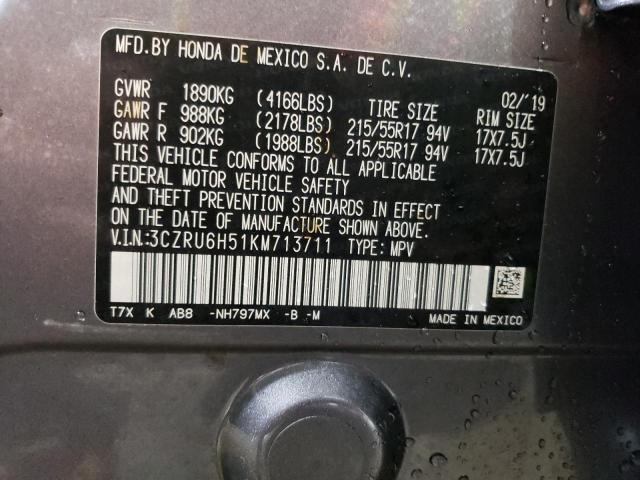 MFD.BY HONDA DE MEXICO S.A. DE C.V.
02/'19
GVWR 1890KG (4166LBS) TIRE SIZE RIM SIZE
GAWR F 988KG (2178LBS) 215/55R17 94V 17X7.5J
GAWR R 902KG (1988LBS) 215/55R17 94V 17X7.5J
THIS VEHICLE CONFORMS TO ALL APPLICABLE
FEDERAL MOTOR VEHICLE SAFETY
AND THEFT PREVENTION STANDARDS IN EFFECT
ON THE DATE OF MANUFACTURE SHOWN ABOVE.
V.I.N:3CZRU6H51KM713711 TYPE: MPV
T7X K AB8 -NH797MX -B -M MADE IN MEXICO